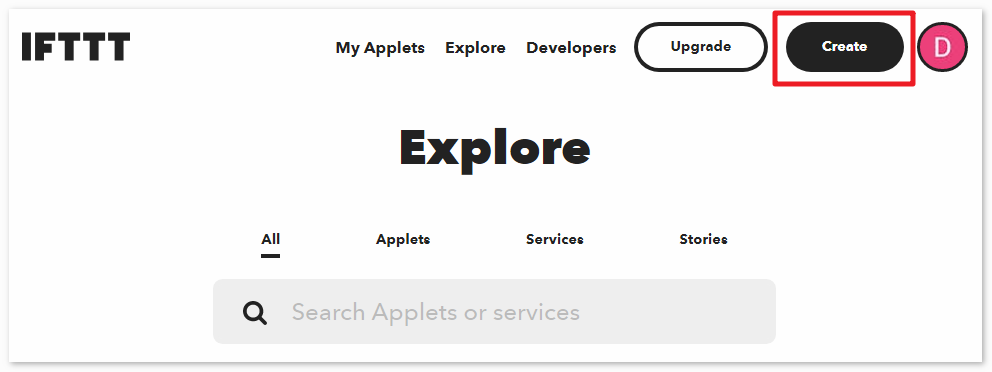 IFTTT My Applets Explore Developers Upgrade Create D
Explore
All Applets Services Stories
Search Applets or services